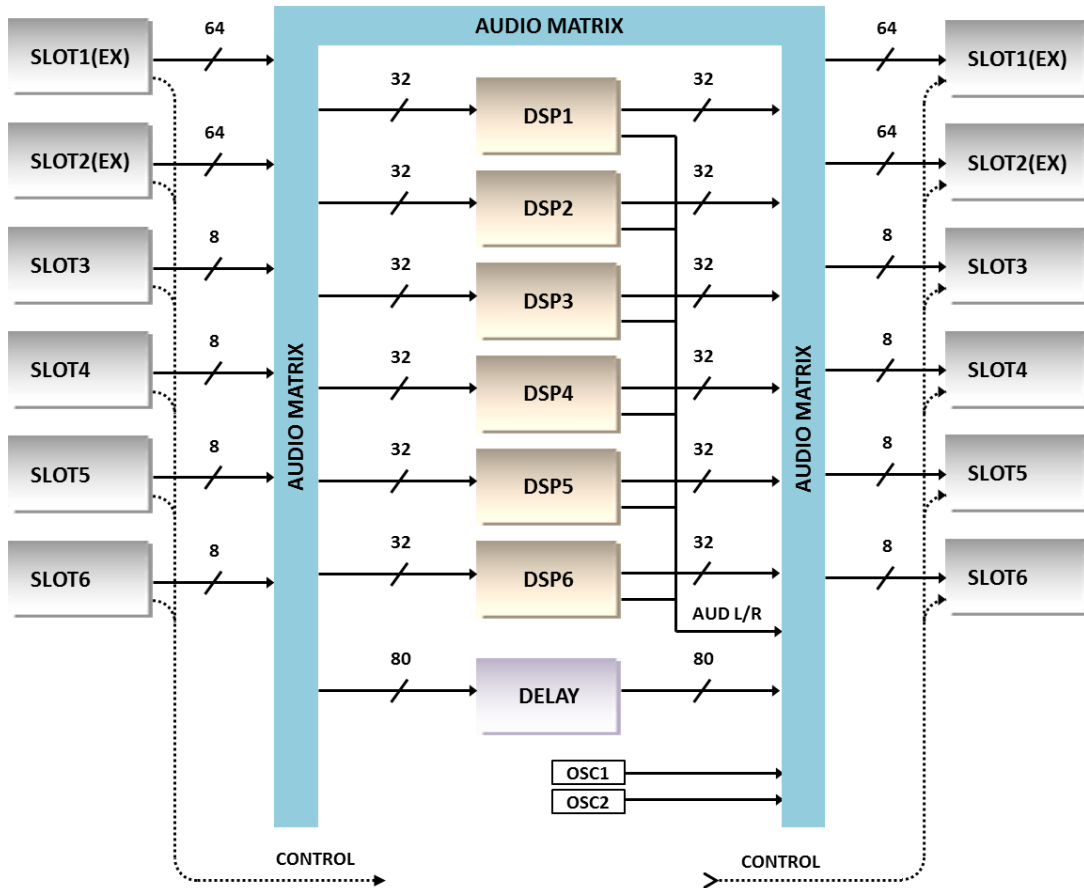 AUDIO MATRIX
64
SLOT1(EX)
64
SLOT2(EX)
8
SLOT3
8
SLOT4
8
SLOT5
8
SLOT6
CONTROL
AUDIO MATRIX
32
DSP1
32
32
DSP2
32
32
DSP3
32
32
DSP4
32
32
DSP5
32
32
DSP6
32
AUD L/R
80
DELAY
80
OSC1
OSC2
AUDIO MATRIX
64
SLOT1(EX)
64
SLOT2(EX)
8
SLOT3
8
SLOT4
8
SLOT5
8
SLOT6
CONTROL